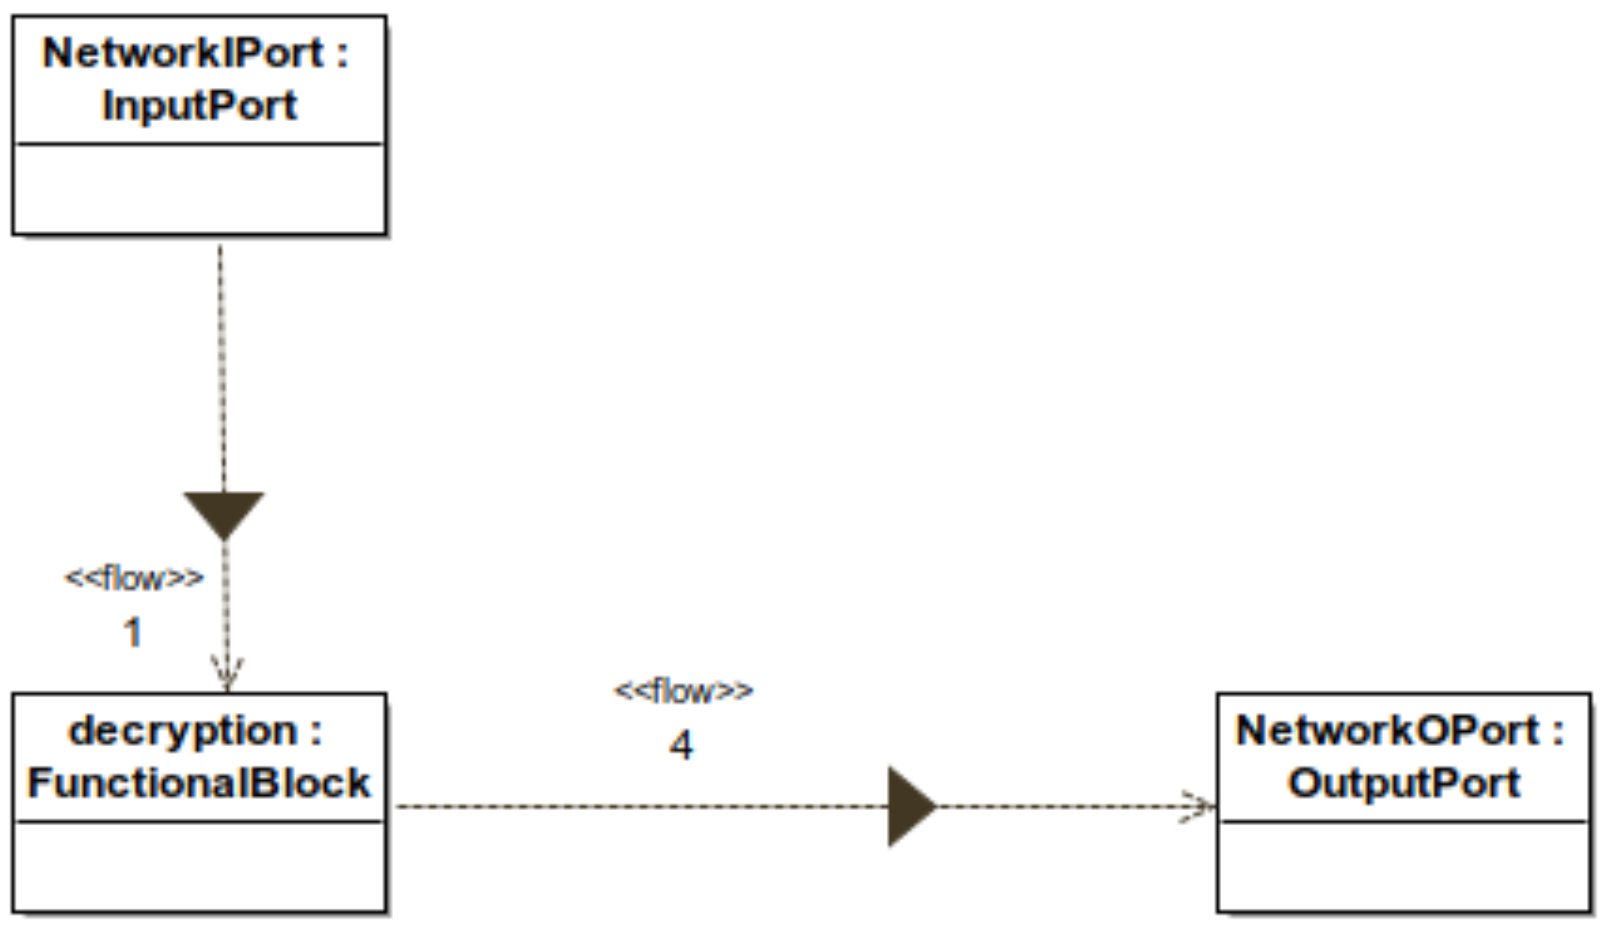 NetworkIPort :
InputPort
<<flow>>
1
decryption :
FunctionalBlock
<<flow>>
4
NetworkOPort :
OutputPort